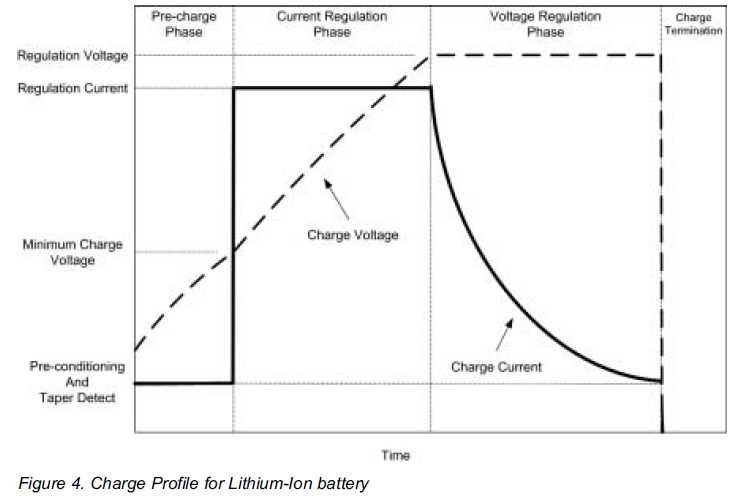 Pre-charge
Phase
Current Regulation
Phase
Voltage Regulation
Phase
Charge
Termination
Regulation Voltage
Regulation Current
Charge Voltage
Minimum Charge
Voltage
Pre-conditioning
And
Taper Detect
Charge Current
Time
Figure 4. Charge Profile for Lithium-Ion battery